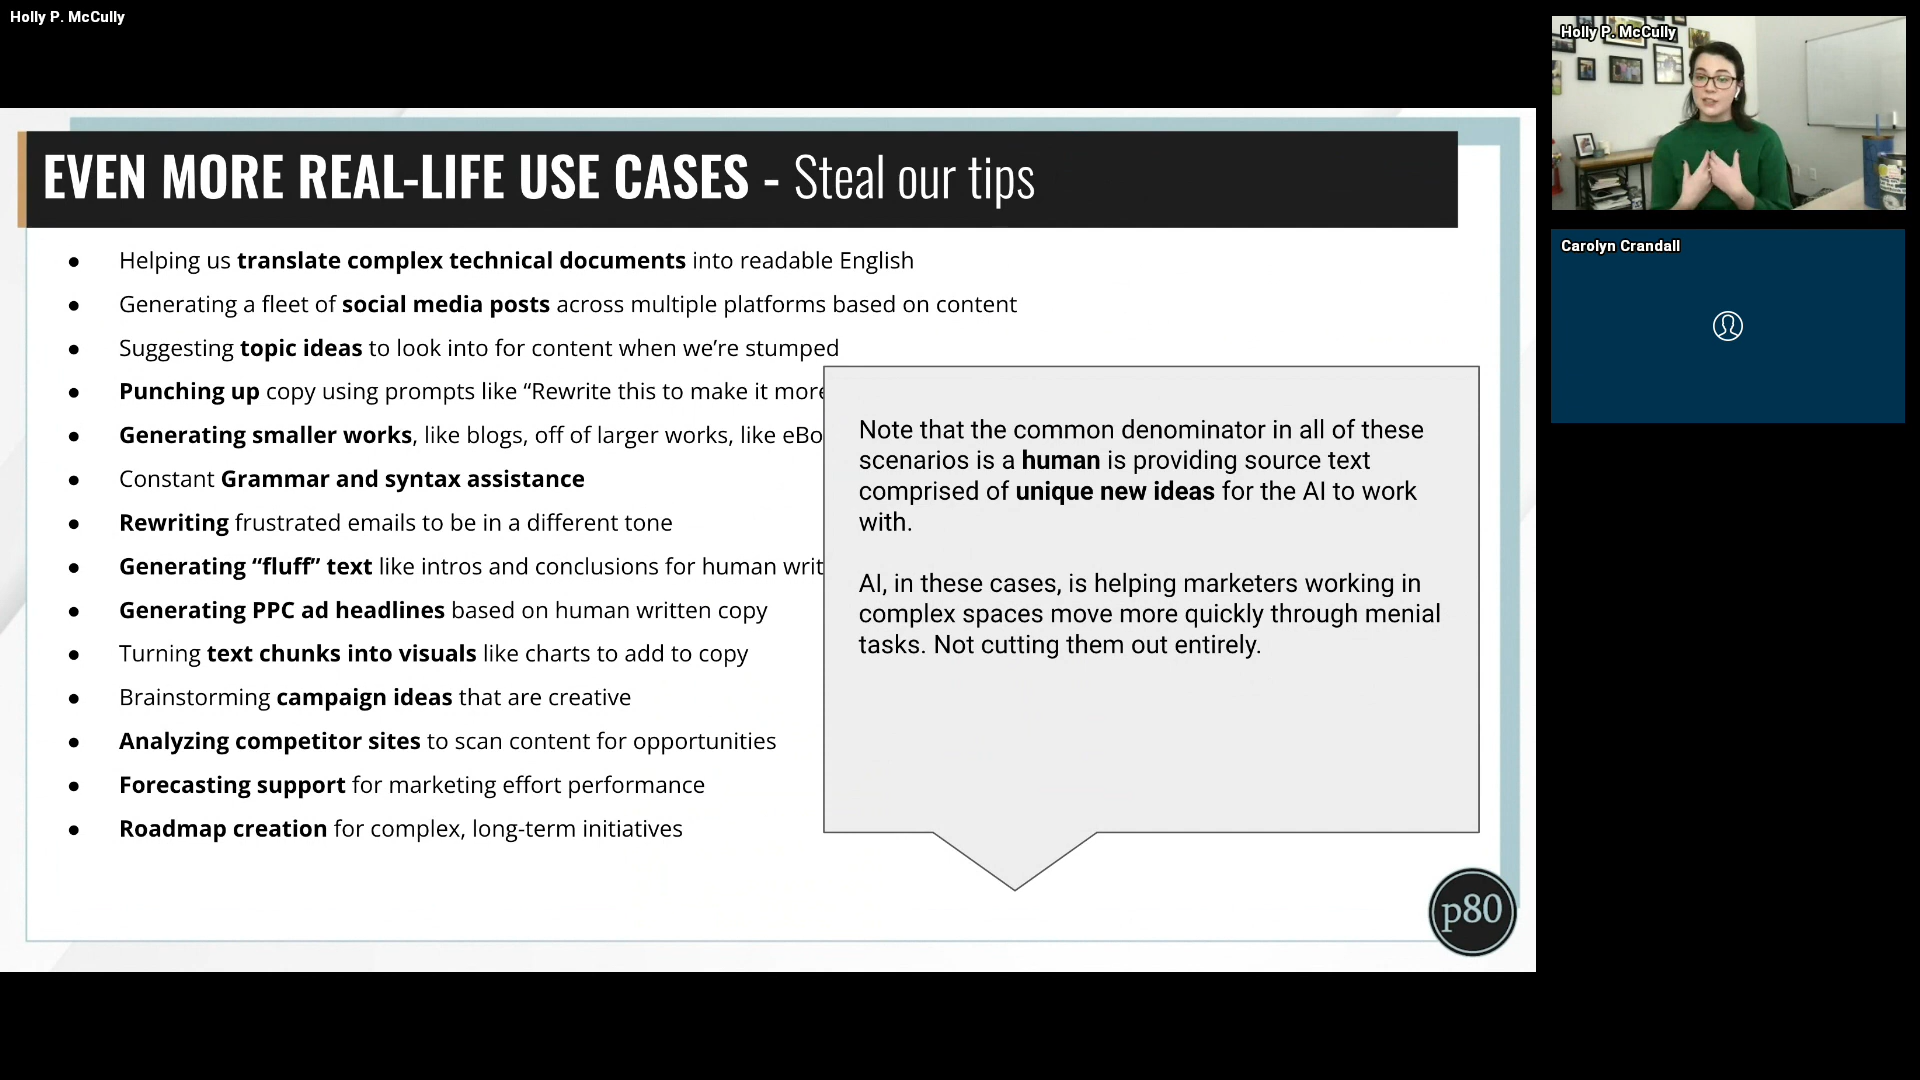 Holly P. McCully
EVEN MORE REAL-LIFE USE CASES - Steal our tips
● Helping us translate complex technical documents into readable English
● Generating a fleet of social media posts across multiple platforms based on content
● Suggesting topic ideas to look into for content when we’re stumped
● Punching up copy using prompts like “Rewrite this to make it more
● Generating smaller works, like blogs, off of larger works, like eBo
● Constant Grammar and syntax assistance
● Rewriting frustrated emails to be in a different tone
● Generating “fluff” text like intros and conclusions for human writ
● Generating PPC ad headlines based on human written copy
● Turning text chunks into visuals like charts to add to copy
● Brainstorming campaign ideas that are creative
● Analyzing competitor sites to scan content for opportunities
● Forecasting support for marketing effort performance
● Roadmap creation for complex, long-term initiatives
Note that the common denominator in all of these
scenarios is a human is providing source text
comprised of unique new ideas for the AI to work
with.
AI, in these cases, is helping marketers working in
complex spaces move more quickly through menial
tasks. Not cutting them out entirely.
p80
Holly P. McCully
Carolyn Crandall